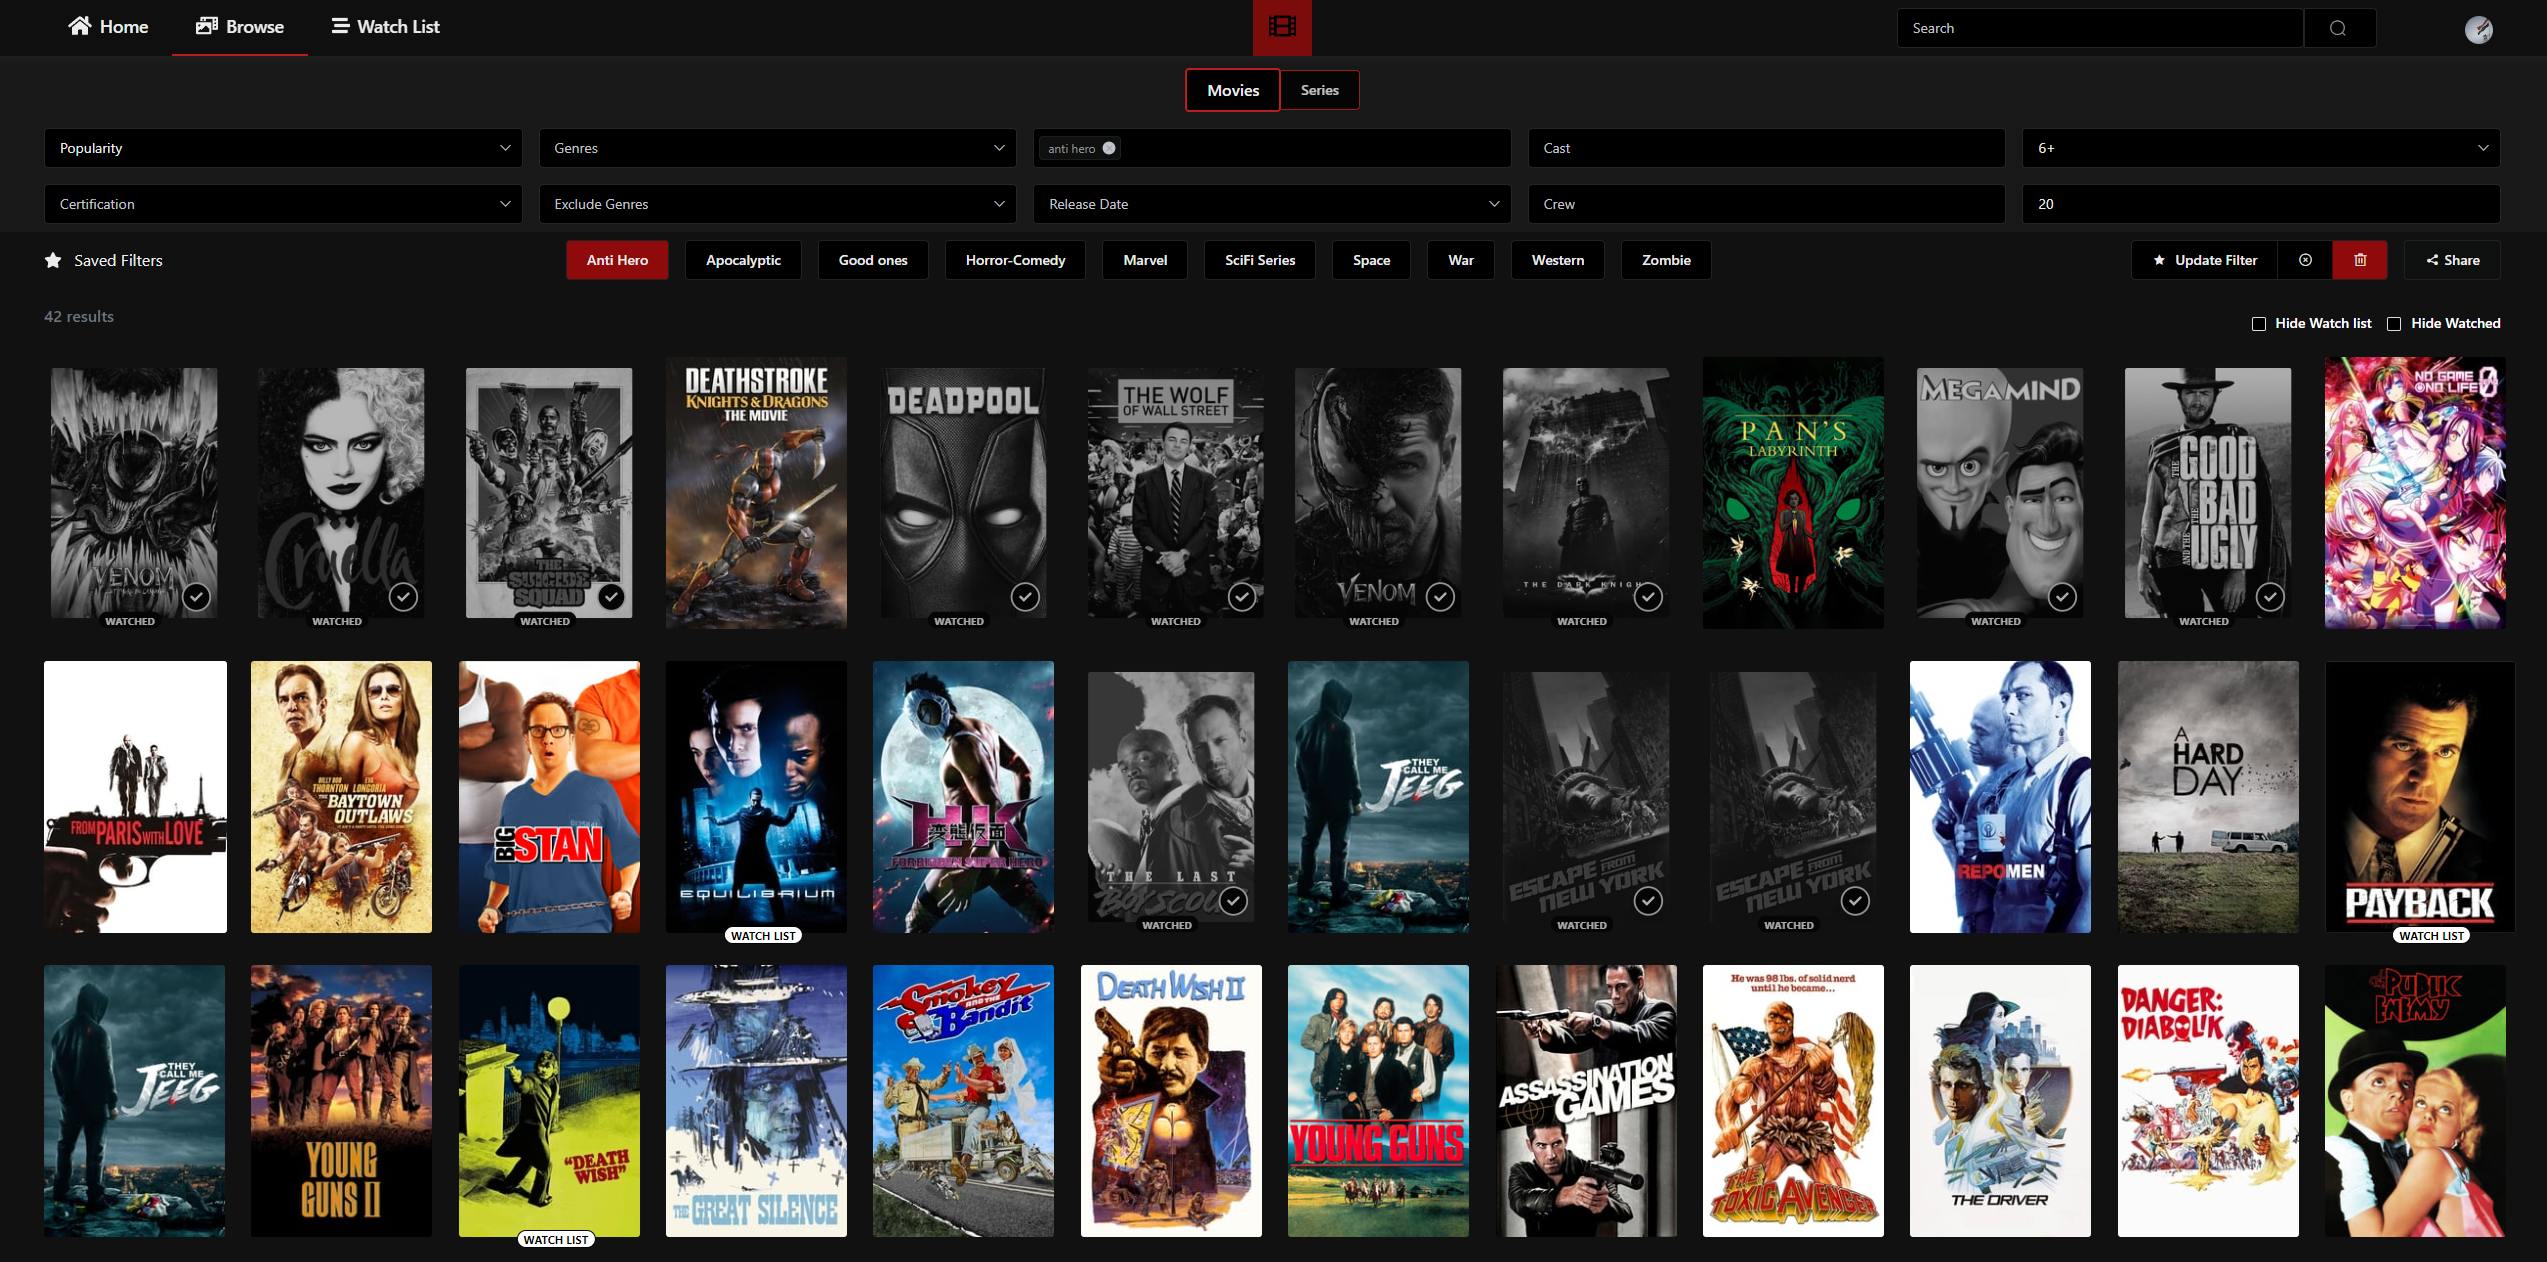 Home
Browse
Watch List
Search
Movies
Series
Popularity
Genres
anti hero
Cast
6+
Certification
Exclude Genres
Release Date
Crew
20
Saved Filters
Anti Hero
Apocalyptic
Good ones
Horror-Comedy
Marvel
SciFi Series
Space
War
Western
Zombie
Update Filter
Share
42 results
Hide Watch list
Hide Watched
VENOM
WATCHED
Cruella
WATCHED
THE
SUICIDE
SQUAD
WATCHED
DEATHSTROKE
KNIGHTS & DRAGONS
THE MOVIE
DEADPOOL
WATCHED
THE WOLF
OF WALL STREET
WATCHED
VENOM
WATCHED
THE DARK KNIGH
WATCHED
PAN'S
LABYRINTH
MEGAMIND
WATCHED
THE
GOOD
THE
BAD
AND THE
UGLY
WATCHED
NO GAME
NO LIFE
FROM PARIS WITH LOVE
BILLY BOB
THORNTON
EVA
LONGORIA
THE
BAYTOWN
OUTLAWS
BIG
STAN
EQUILIBRIUM
WATCH LIST
HK
変態仮面
FORBIDDEN SUPER HERO
THE LAST
BOY SCOU
WATCHED
THEY
CALL ME
JEEG
ESCAPE FROM
NEW YORK
WATCHED
ESCAPE FROM
NEW YORK
WATCHED
REPOMEN
A
HARD
DAY
PAYBACK
WATCH LIST
THEY
CALL ME
JEEG
YOUNG
GUNS II
"DEATH
WISH"
WATCH LIST
THE GREAT SILENCE
Smokey
AND THE
Bandit
DEATH WISH II
YOUNG GUNS
ASSASSINATION
GAMES
He was 98 lbs. of solid nerd
until he became...
THE
TOXIC AVENGER
THE DRIVER
DANGER:
DIABOLIK
THE PUBLIC
ENEMY